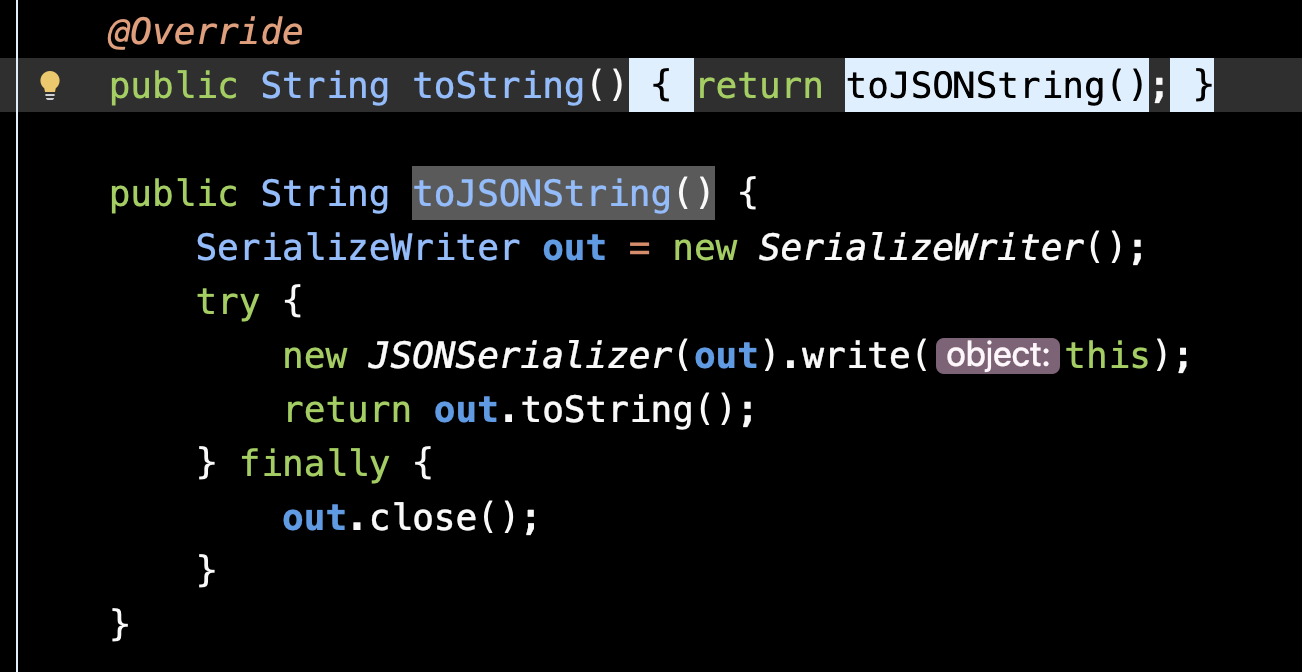 @Override
public String toString() { return toJSONString(); }
public String toJSONString() {
SerializeWriter out = new SerializeWriter();
try {
new JSONSerializer(out).write(object: this);
return out.toString();
} finally {
out.close();
}
}